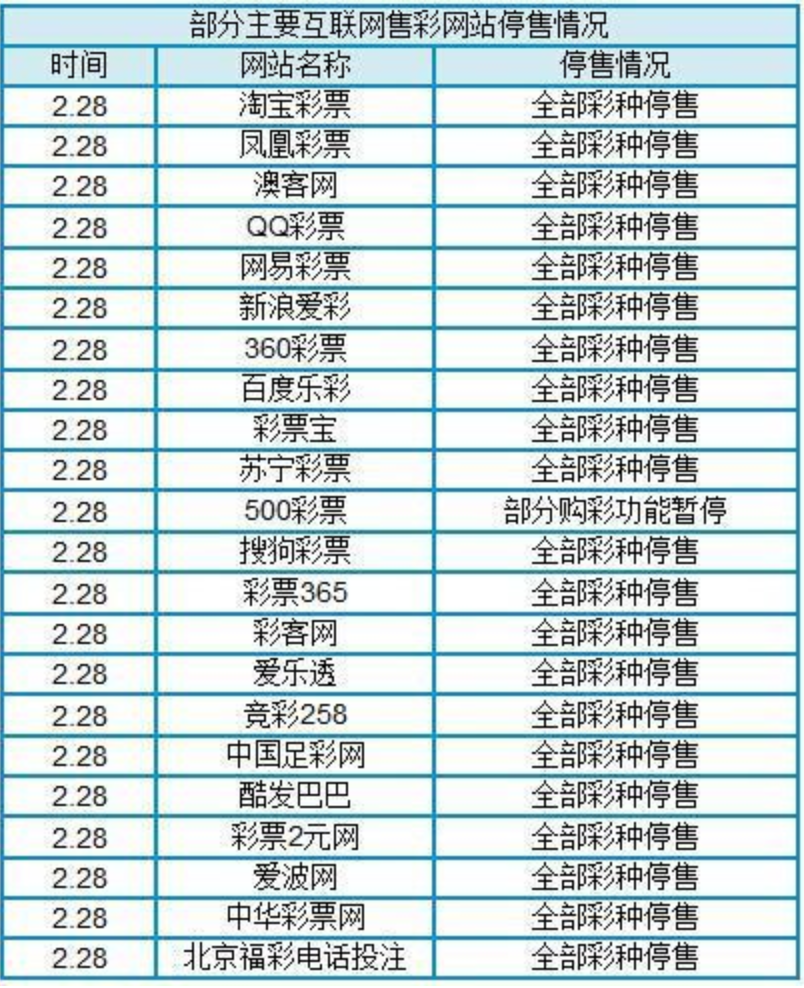 部分主要互联网售彩网站停售情况
时间 网站名称 停售情况
2.28 淘宝彩票 全部彩种停售
2.28 凤凰彩票 全部彩种停售
2.28 澳客网 全部彩种停售
2.28 QQ彩票 全部彩种停售
2.28 网易彩票 全部彩种停售
2.28 新浪爱彩 全部彩种停售
2.28 360彩票 全部彩种停售
2.28 百度乐彩 全部彩种停售
2.28 彩票宝 全部彩种停售
2.28 苏宁彩票 全部彩种停售
2.28 500彩票 部分购彩功能暂停
2.28 搜狗彩票 全部彩种停售
2.28 彩票365 全部彩种停售
2.28 彩客网 全部彩种停售
2.28 爱乐透 全部彩种停售
2.28 竞彩258 全部彩种停售
2.28 中国足彩网 全部彩种停售
2.28 酷发巴巴 全部彩种停售
2.28 彩票2元网 全部彩种停售
2.28 爱波网 全部彩种停售
2.28 中华彩票网 全部彩种停售
2.28 北京福彩电话投注 全部彩种停售